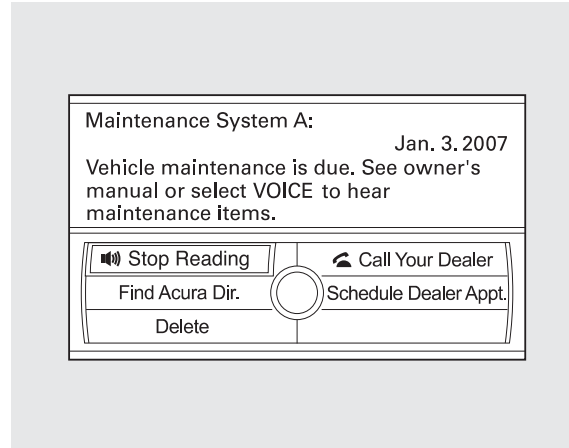 Maintenance System A:
Jan. 3. 2007
Vehicle maintenance is due. See owner's
manual or select VOICE to hear
maintenance items.
Stop Reading
Call Your Dealer
Find Acura Dir.
Schedule Dealer Appt.
Delete